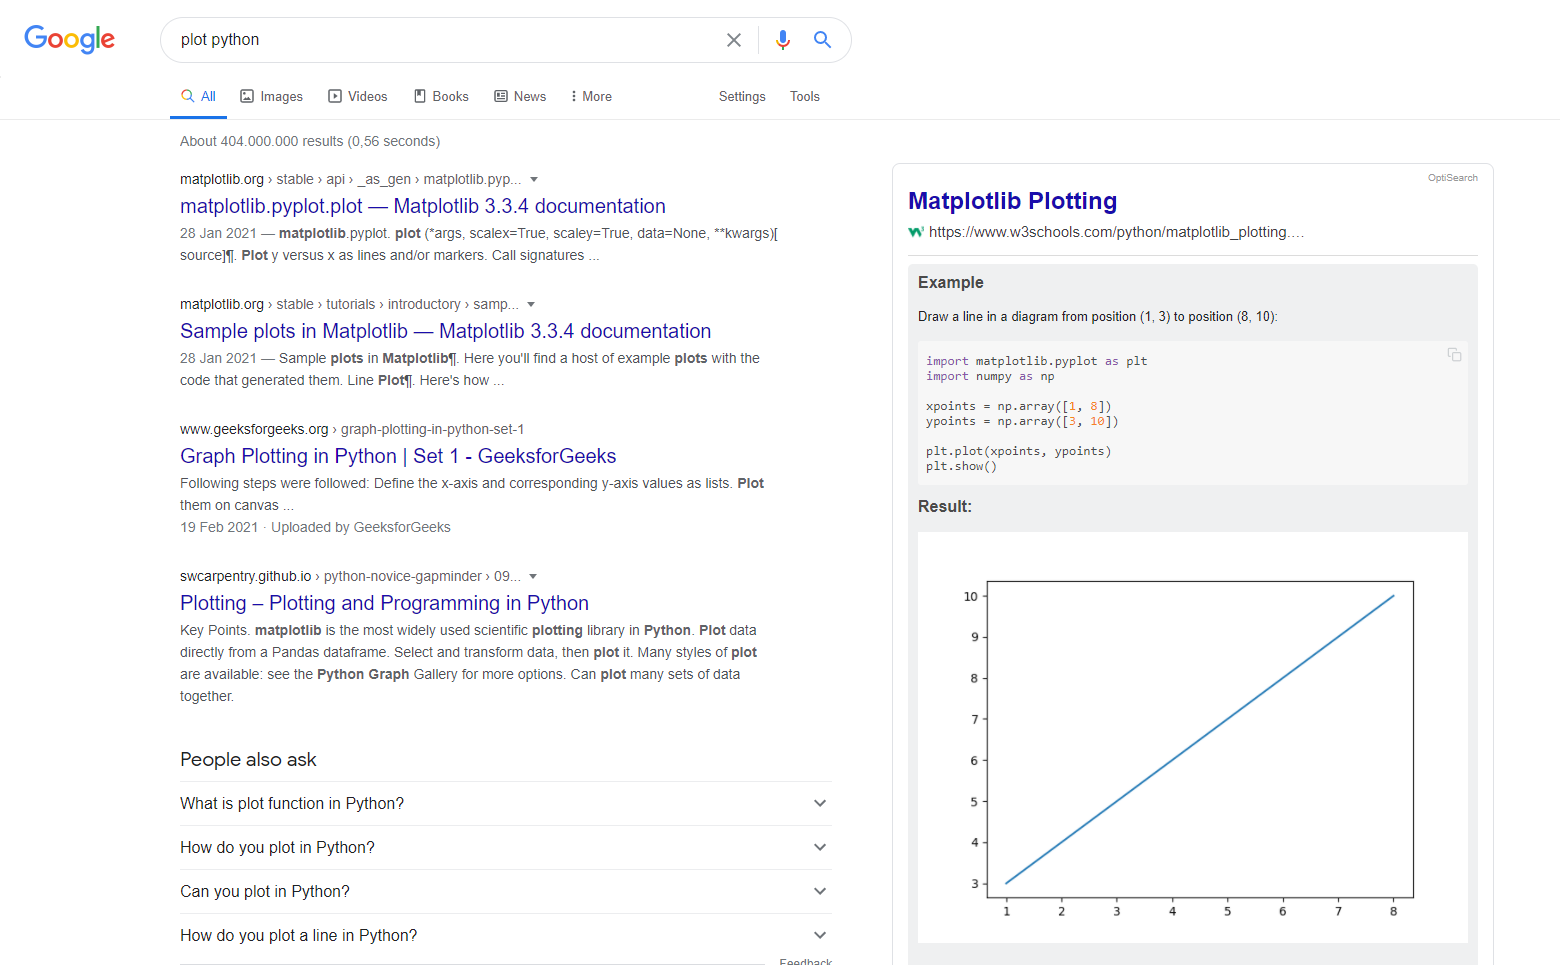 Google
plot python
All
Images
Videos
Books
News
More
Settings
Tools
About 404.000.000 results (0,56 seconds)
matplotlib.org › stable › api › _as_gen › matplotlib.pyp...
matplotlib.pyplot.plot — Matplotlib 3.3.4 documentation
28 Jan 2021 — matplotlib.pyplot. plot (*args, scalex=True, scaley=True, data=None, **kwargs)[
source]¶. Plot y versus x as lines and/or markers. Call signatures ...
matplotlib.org › stable › tutorials › introductory › samp...
Sample plots in Matplotlib — Matplotlib 3.3.4 documentation
28 Jan 2021 — Sample plots in Matplotlib¶. Here you'll find a host of example plots with the
code that generated them. Line Plot¶. Here's how ...
www.geeksforgeeks.org › graph-plotting-in-python-set-1
Graph Plotting in Python | Set 1 - GeeksforGeeks
Following steps were followed: Define the x-axis and corresponding y-axis values as lists. Plot
them on canvas ...
19 Feb 2021 · Uploaded by GeeksforGeeks
swcarpentry.github.io › python-novice-gapminder › 09...
Plotting – Plotting and Programming in Python
Key Points. matplotlib is the most widely used scientific plotting library in Python. Plot data
directly from a Pandas dataframe. Select and transform data, then plot it. Many styles of plot
are available: see the Python Graph Gallery for more options. Can plot many sets of data
together.
People also ask
What is plot function in Python?
How do you plot in Python?
Can you plot in Python?
How do you plot a line in Python?
Feedback
OptiSearch
Matplotlib Plotting
https://www.w3schools.com/python/matplotlib_plotting....
Example
Draw a line in a diagram from position (1, 3) to position (8, 10):
import matplotlib.pyplot as plt
import numpy as np
xpoints = np.array([1, 8])
ypoints = np.array([3, 10])
plt.plot(xpoints, ypoints)
plt.show()
Result:
10
9
8
7
6
5
4
3
1 2 3 4 5 6 7 8